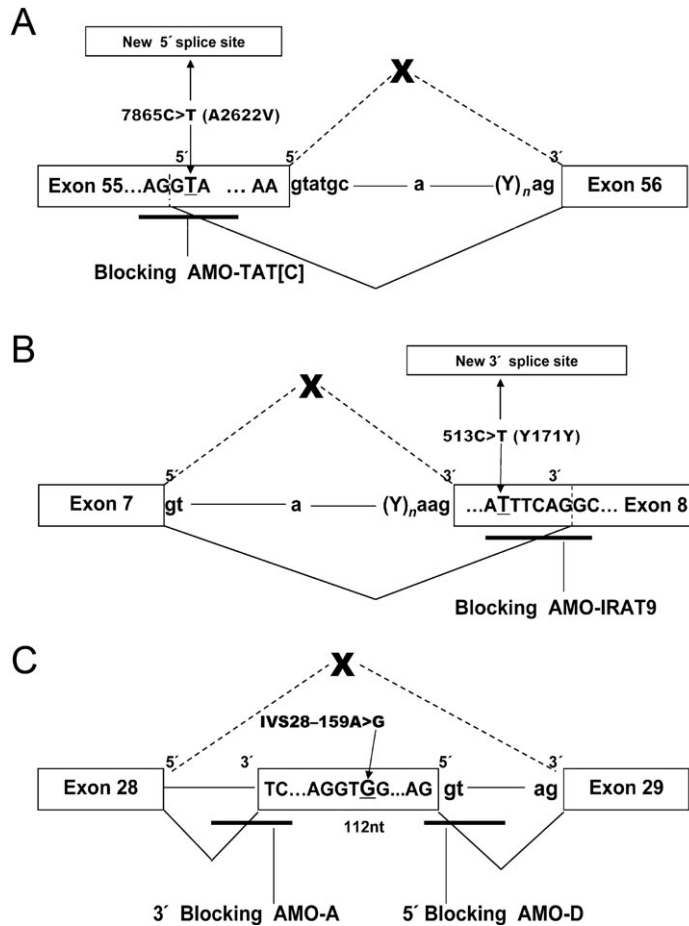 A
New 5´ splice site
X
7865C>T (A2622V)
5´ 5´ 3´
Exon 55...AGGTA ... AA gtatgc a (Y)nag Exon 56
Blocking AMO-TAT[C]
B
New 3´ splice site
X
513C>T (Y171Y)
5´ 3´ 3´
Exon 7 gt a (Y)naag ...ATTTCAGGC... Exon 8
Blocking AMO-IRAT9
C
X
IVS28–159A>G
5´ 3´ 5´ 3´
Exon 28 TC...AGGTGG...AG gt ag Exon 29
112nt
3´ Blocking AMO-A 5´ Blocking AMO-D